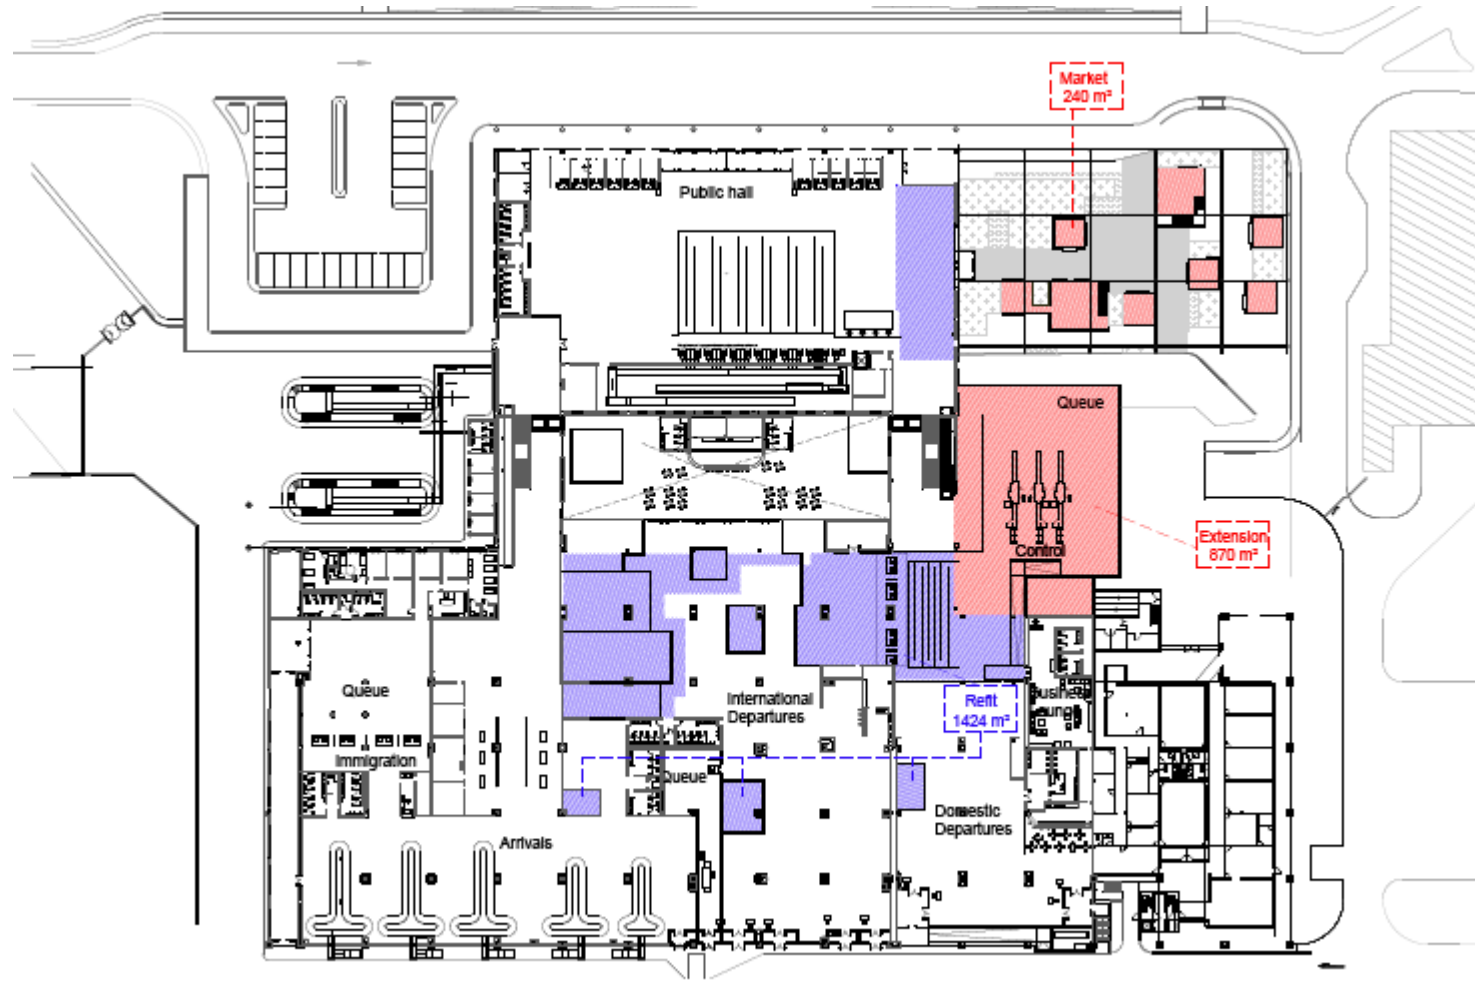 Market
240 m²
Public hall
Queue
Extension
870 m²
Control
Queue
International
Departures
Refit
1424 m²
Immigration
Queue
Domestic
Departures
Arrivals